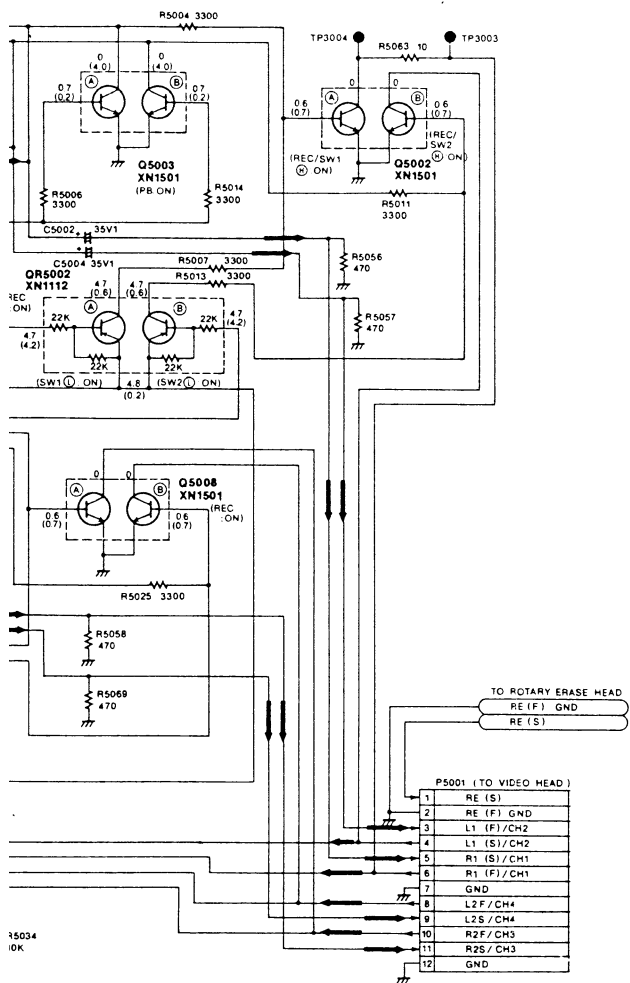 R5004 3300
TP3004
R5063 10
TP3003
0
(4.0)
0
(4.0)
A
B
0.7
(0.2)
0.7
(0.2)
Q5003
XN1501
(PB.ON)
0
0
A
B
0.6
(0.7)
0.6
(0.7)
(REC/SW1
H ON)
(REC/
SW2
H ON)
Q5002
XN1501
R5006
3300
R5014
3300
R5011
3300
C5002 + 35V1
+ C5004 35V1
R5007 3300
R5013 3300
R5056
470
R5057
470
QR5002
XN1112
REC
:ON)
4.7
(0.6)
4.7
(0.6)
A
B
22K
22K
22K
22K
4.7
(4.2)
4.7
(4.2)
(SW1 L ON)
4.8
(0.2)
(SW2 L ON)
0
0
A
B
Q5008
XN1501
(REC
:ON)
0.6
(0.7)
0.6
(0.7)
R5025 3300
R5058
470
R5069
470
TO ROTARY ERASE HEAD
RE (F) GND
RE (S)
P5001 (TO VIDEO HEAD)
1 RE (S)
2 RE (F) GND
3 L1 (F)/CH2
4 L1 (S)/CH2
5 R1 (S)/CH1
6 R1 (F)/CH1
7 GND
8 L2F/CH4
9 L2S/CH4
10 R2F/CH3
11 R2S/CH3
12 GND
R5034
10K